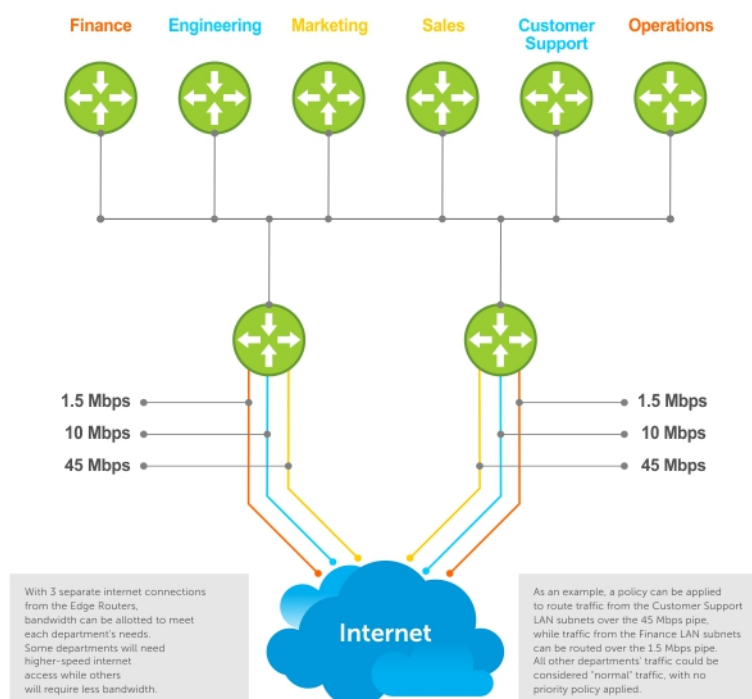 Finance
Engineering
Marketing
Sales
Customer
Support
Operations
1.5 Mbps
10 Mbps
45 Mbps
1.5 Mbps
10 Mbps
45 Mbps
Internet
With 3 separate internet connections
from the Edge Routers,
bandwidth can be allotted to meet
each department's needs.
Some departments will need
higher-speed internet
access while others
will require less bandwidth.
As an example, a policy can be applied
to route traffic from the Customer Support
LAN subnets over the 45 Mbps pipe,
while traffic from the Finance LAN subnets
can be routed over the 1.5 Mbps pipe.
All other departments' traffic could be
considered "normal" traffic, with no
priority policy applied.